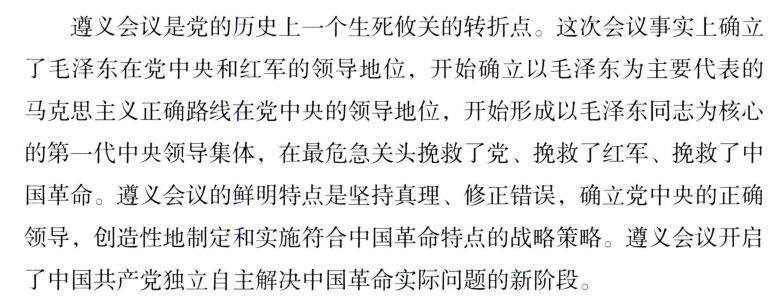 遵义会议是党的历史上一个生死攸关的转折点。这次会议事实上确立
了毛泽东在党中央和红军的领导地位，开始确立以毛泽东为主要代表的
马克思主义正确路线在党中央的领导地位，开始形成以毛泽东同志为核心
的第一代中央领导集体，在最危急关头挽救了党、挽救了红军、挽救了中
国革命。遵义会议的鲜明特点是坚持真理、修正错误，确立党中央的正确
领导，创造性地制定和实施符合中国革命特点的战略策略。遵义会议开启
了中国共产党独立自主解决中国革命实际问题的新阶段。